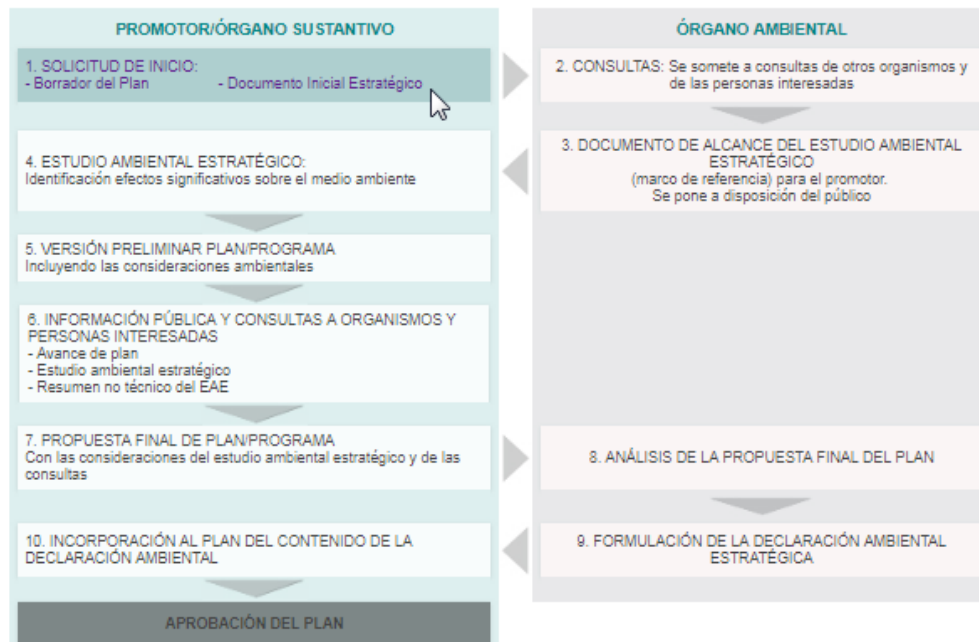 PROMOTOR/ÓRGANO SUSTANTIVO
ÓRGANO AMBIENTAL
1. SOLICITUD DE INICIO:
- Borrador del Plan - Documento Inicial Estratégico
2. CONSULTAS: Se somete a consultas de otros organismos y
de las personas interesadas
3. DOCUMENTO DE ALCANCE DEL ESTUDIO AMBIENTAL
ESTRATÉGICO
(marco de referencia) para el promotor.
Se pone a disposición del público
4. ESTUDIO AMBIENTAL ESTRATÉGICO:
Identificación efectos significativos sobre el medio ambiente
5. VERSIÓN PRELIMINAR PLAN/PROGRAMA
Incluyendo las consideraciones ambientales
6. INFORMACIÓN PÚBLICA Y CONSULTAS A ORGANISMOS Y
PERSONAS INTERESADAS
- Avance de plan
- Estudio ambiental estratégico
- Resumen no técnico del EAE
7. PROPUESTA FINAL DE PLAN/PROGRAMA
Con las consideraciones del estudio ambiental estratégico y de las
consultas
8. ANÁLISIS DE LA PROPUESTA FINAL DEL PLAN
9. FORMULACIÓN DE LA DECLARACIÓN AMBIENTAL
ESTRATÉGICA
10. INCORPORACIÓN AL PLAN DEL CONTENIDO DE LA
DECLARACIÓN AMBIENTAL
APROBACIÓN DEL PLAN